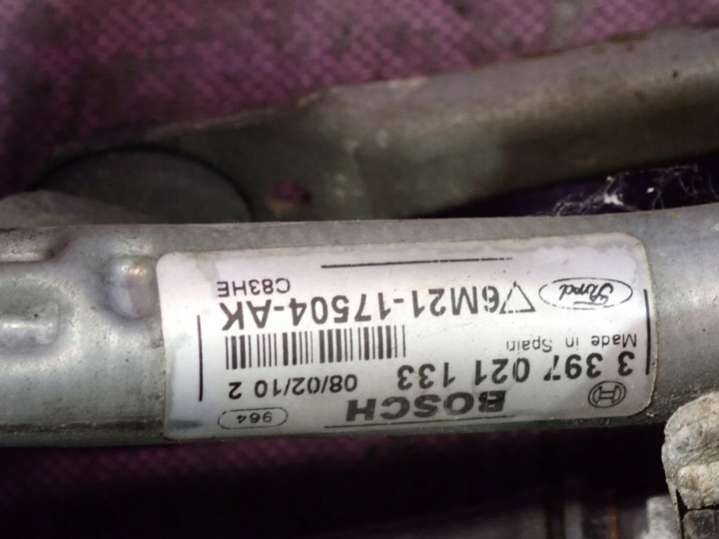 BOSCH 964
3 397 021 133 08/02/10 2
Made in Spain
Ford 6M21-17504-AK
C83HE